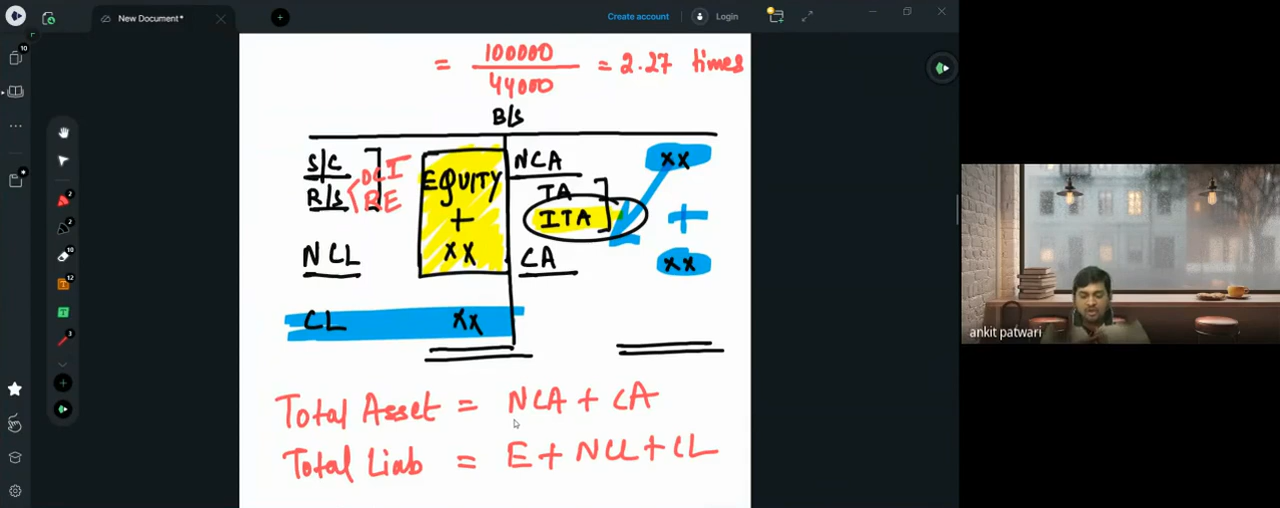 New Document*
Create account
Login
= 100000 / 44000 = 2.27 times
B/S
S/C
R/S
OCI
RE
NCL
CL XX
EQUITY
+
XX
NCA XX
TA
ITA +
CA XX
Total Asset = NCA + CA
Total Liab = E + NCL + CL
ankit patwari